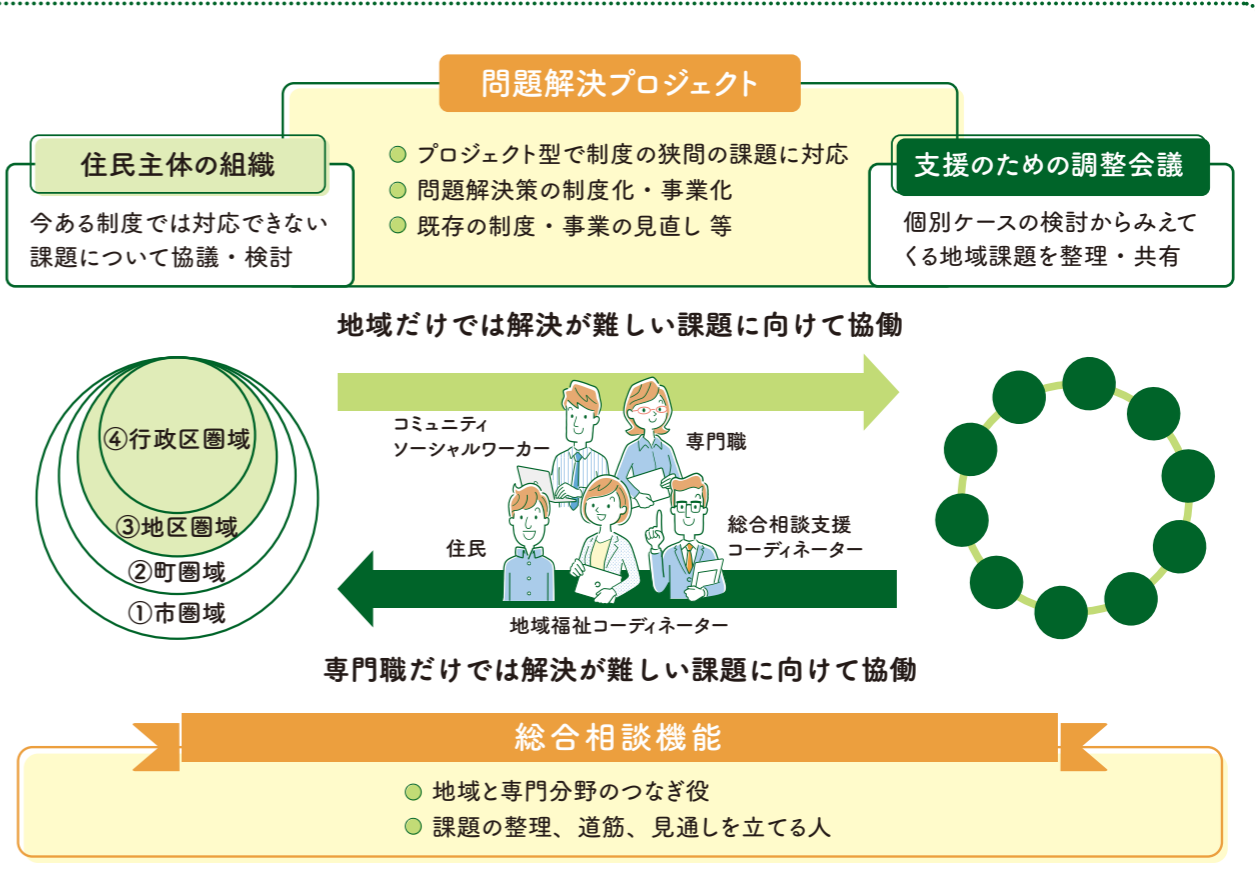 問題解決プロジェクト
プロジェクト型で制度の狭間の課題に対応
問題解決策の制度化・事業化
既存の制度・事業の見直し 等
住民主体の組織
今ある制度では対応できない
課題について協議・検討
支援のための調整会議
個別ケースの検討からみえて
くる地域課題を整理・共有
地域だけでは解決が難しい課題に向けて協働
④行政区圏域
③地区圏域
②町圏域
①市圏域
コミュニティ
ソーシャルワーカー
専門職
住民
総合相談支援
コーディネーター
地域福祉コーディネーター
専門職だけでは解決が難しい課題に向けて協働
総合相談機能
地域と専門分野のつなぎ役
課題の整理、道筋、見通しを立てる人